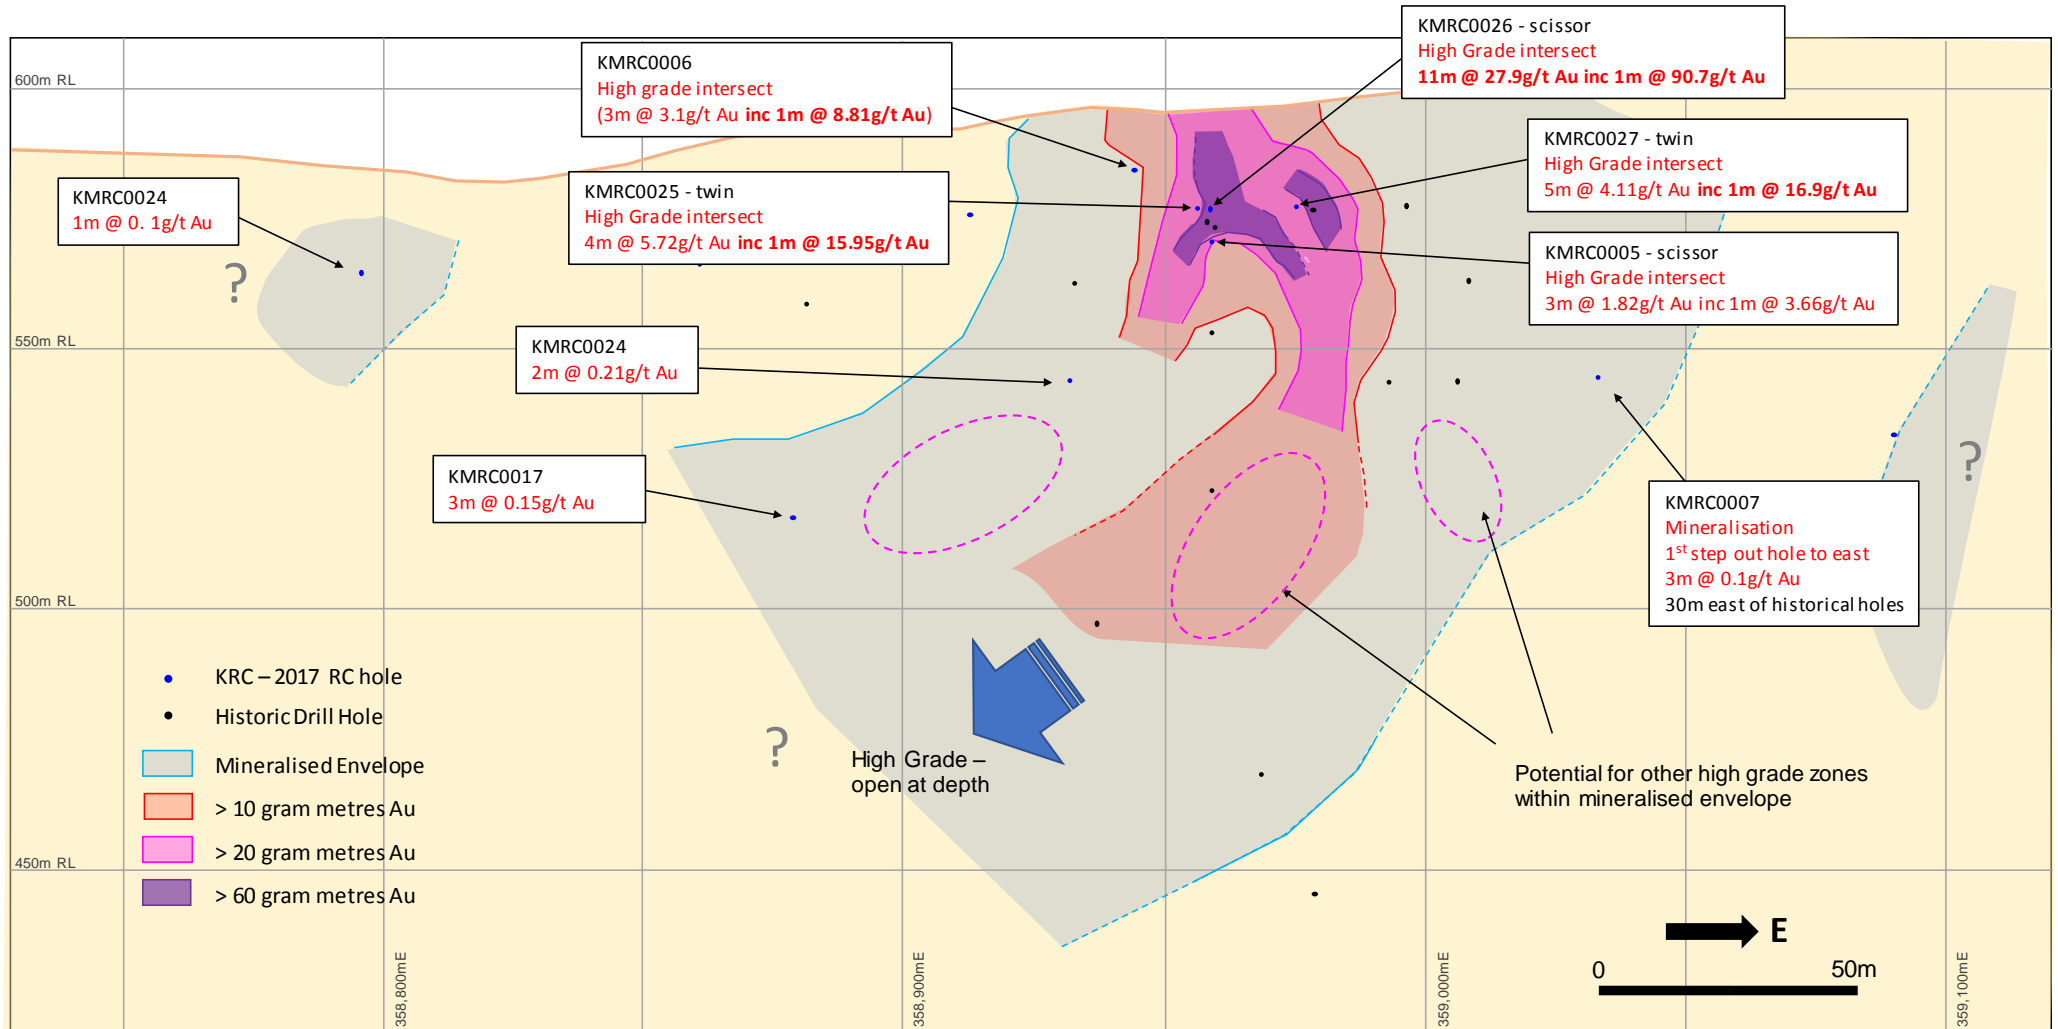 KMRC0026 - scissor
High Grade intersect
11m @ 27.9g/t Au inc 1m @ 90.7g/t Au
KMRC0006
High grade intersect
(3m @ 3.1g/t Au inc 1m @ 8.81g/t Au)
600m RL
KMRC0027 - twin
High Grade intersect
5m @ 4.11g/t Au inc 1m @ 16.9g/t Au
KMRC0025 - twin
High Grade intersect
4m @ 5.72g/t Au inc 1m @ 15.95g/t Au
KMRC0024
1m @ 0. 1g/t Au
?
KMRC0005 - scissor
High Grade intersect
3m @ 1.82g/t Au inc 1m @ 3.66g/t Au
550m RL
KMRC0024
2m @ 0.21g/t Au
KMRC0017
3m @ 0.15g/t Au
?
KMRC0007
Mineralisation
1st step out hole to east
3m @ 0.1g/t Au
30m east of historical holes
500m RL
KRC – 2017 RC hole
Historic Drill Hole
Mineralised Envelope
> 10 gram metres Au
> 20 gram metres Au
> 60 gram metres Au
?
High Grade –
open at depth
Potential for other high grade zones
within mineralised envelope
450m RL
E
0 50m
358,800mE
358,900mE
359,000mE
359,100mE